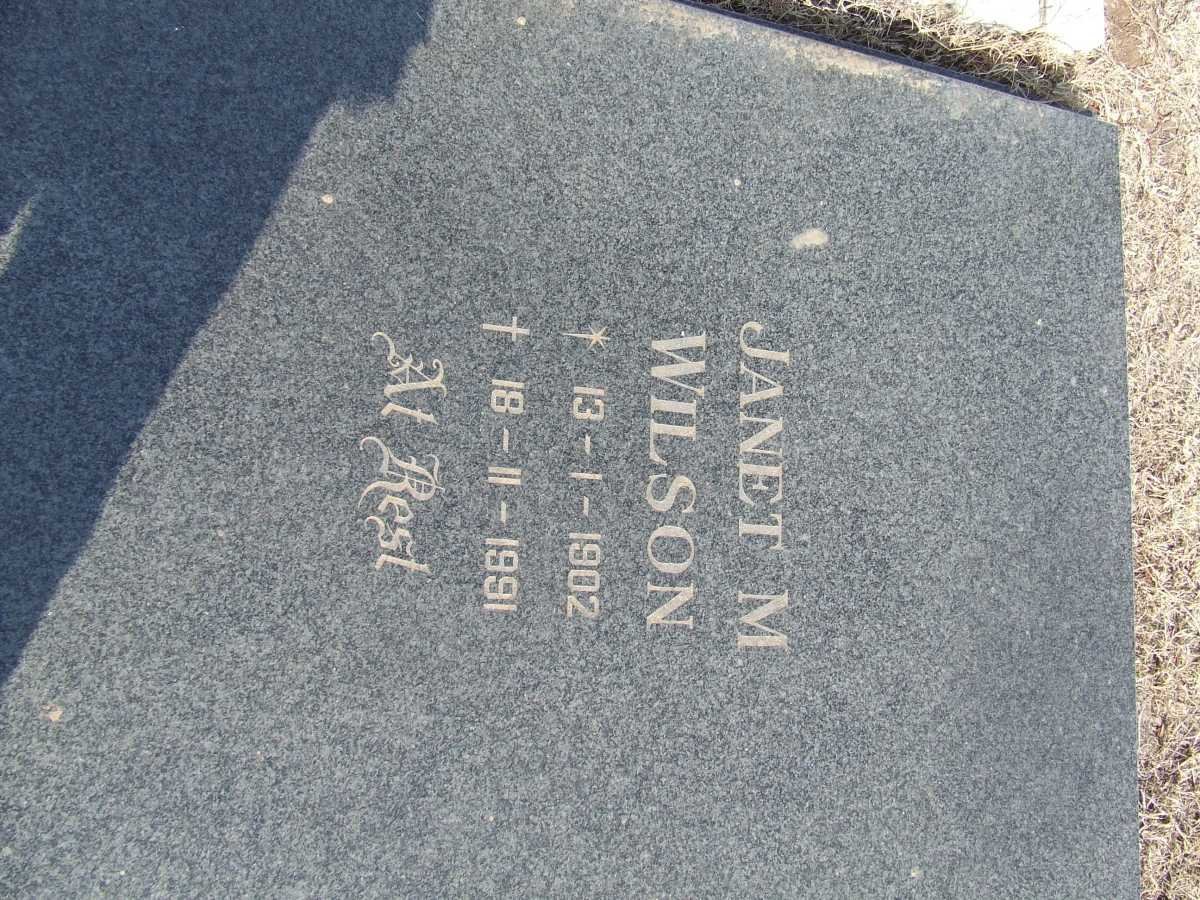 JANET M
WILSON
* 13-1-1902
† 18-11-1991
At Rest